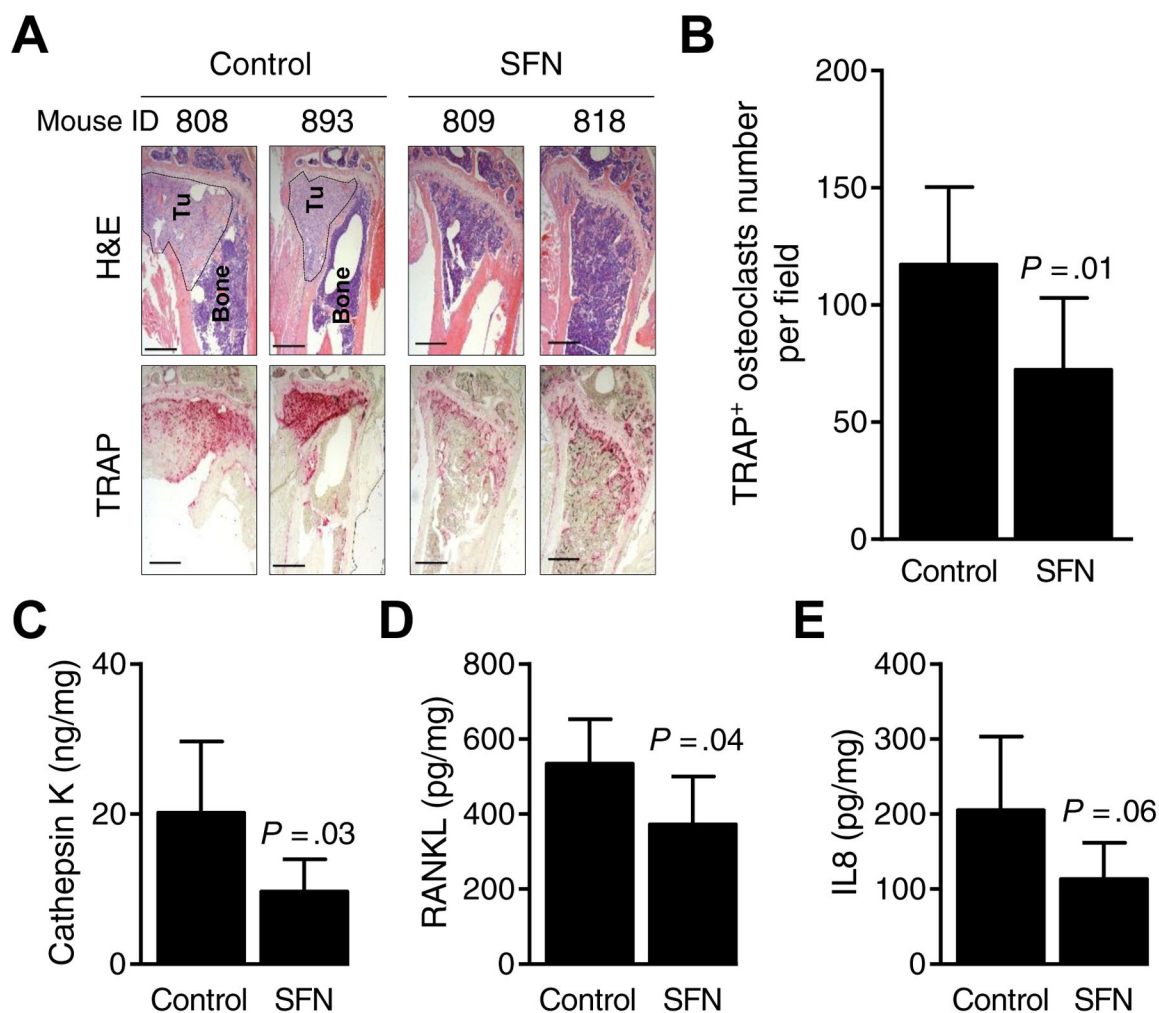 A
Control SFN
Mouse ID 808 893 809 818
H&E
Tu
Bone
Tu
Bone
TRAP
B
TRAP+ osteoclasts number
per field
200
150
100
50
0
P = .01
Control SFN
C
Cathepsin K (ng/mg)
40
20
0
P = .03
Control SFN
D
RANKL (pg/mg)
800
600
400
200
0
P = .04
Control SFN
E
IL8 (pg/mg)
400
300
200
100
0
P = .06
Control SFN